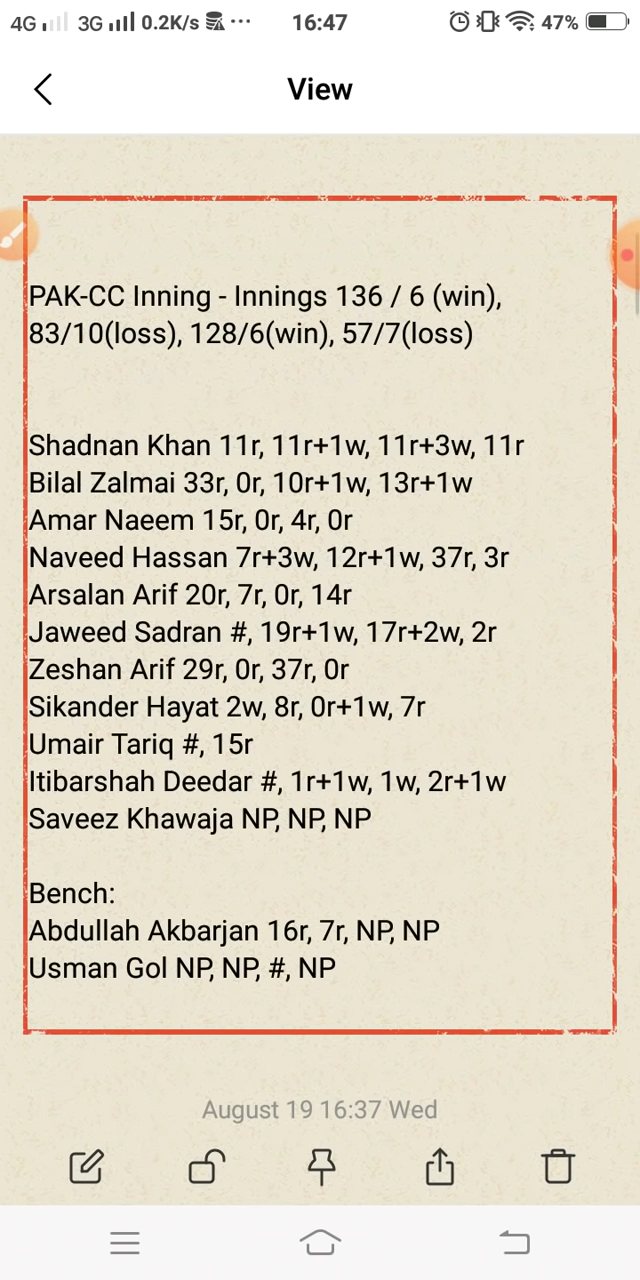 4G 3G 0.2K/s ... 16:47 47%
View
PAK-CC Inning - Innings 136 / 6 (win),
83/10(loss), 128/6(win), 57/7(loss)
Shadnan Khan 11r, 11r+1w, 11r+3w, 11r
Bilal Zalmai 33r, 0r, 10r+1w, 13r+1w
Amar Naeem 15r, 0r, 4r, 0r
Naveed Hassan 7r+3w, 12r+1w, 37r, 3r
Arsalan Arif 20r, 7r, 0r, 14r
Jaweed Sadran #, 19r+1w, 17r+2w, 2r
Zeshan Arif 29r, 0r, 37r, 0r
Sikander Hayat 2w, 8r, 0r+1w, 7r
Umair Tariq #, 15r
Itibarshah Deedar #, 1r+1w, 1w, 2r+1w
Saveez Khawaja NP, NP, NP
Bench:
Abdullah Akbarjan 16r, 7r, NP, NP
Usman Gol NP, NP, #, NP
August 19 16:37 Wed